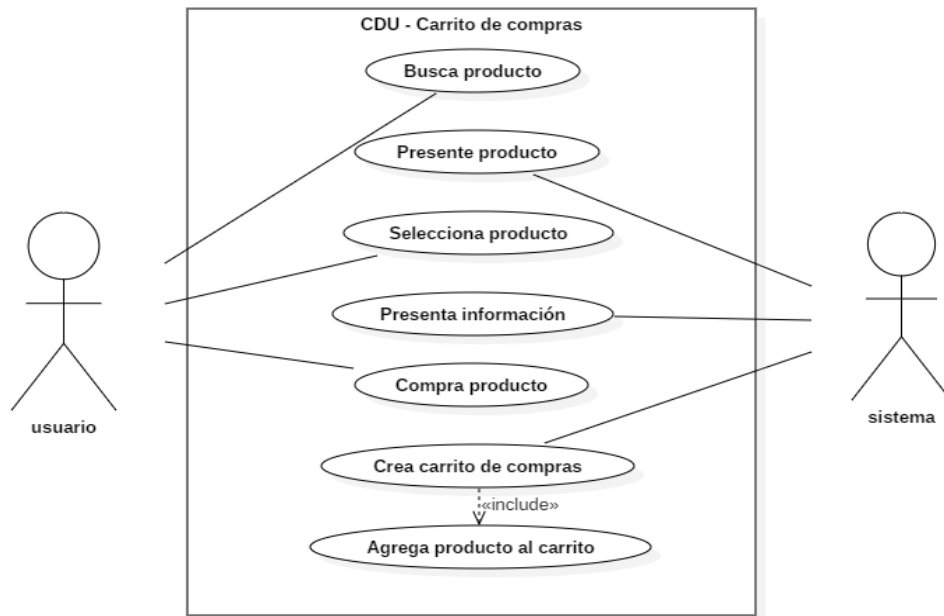 CDU - Carrito de compras
Busca producto
Presente producto
Selecciona producto
Presenta información
Compra producto
usuario
sistema
Crea carrito de compras
«include»
Agrega producto al carrito